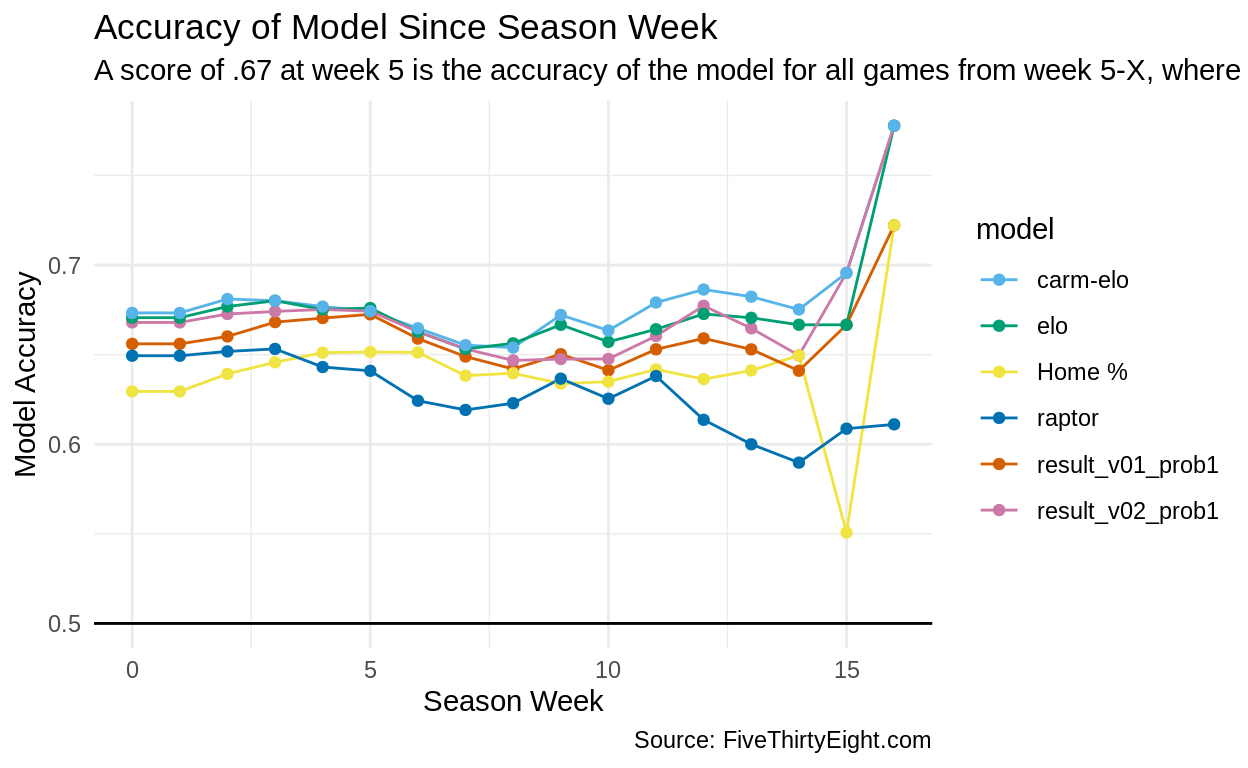 Accuracy of Model Since Season Week
A score of .67 at week 5 is the accuracy of the model for all games from week 5-X, where
Model Accuracy
0.7
0.6
0.5
0 5 10 15
Season Week
model
carm-elo
elo
Home %
raptor
result_v01_prob1
result_v02_prob1
Source: FiveThirtyEight.com